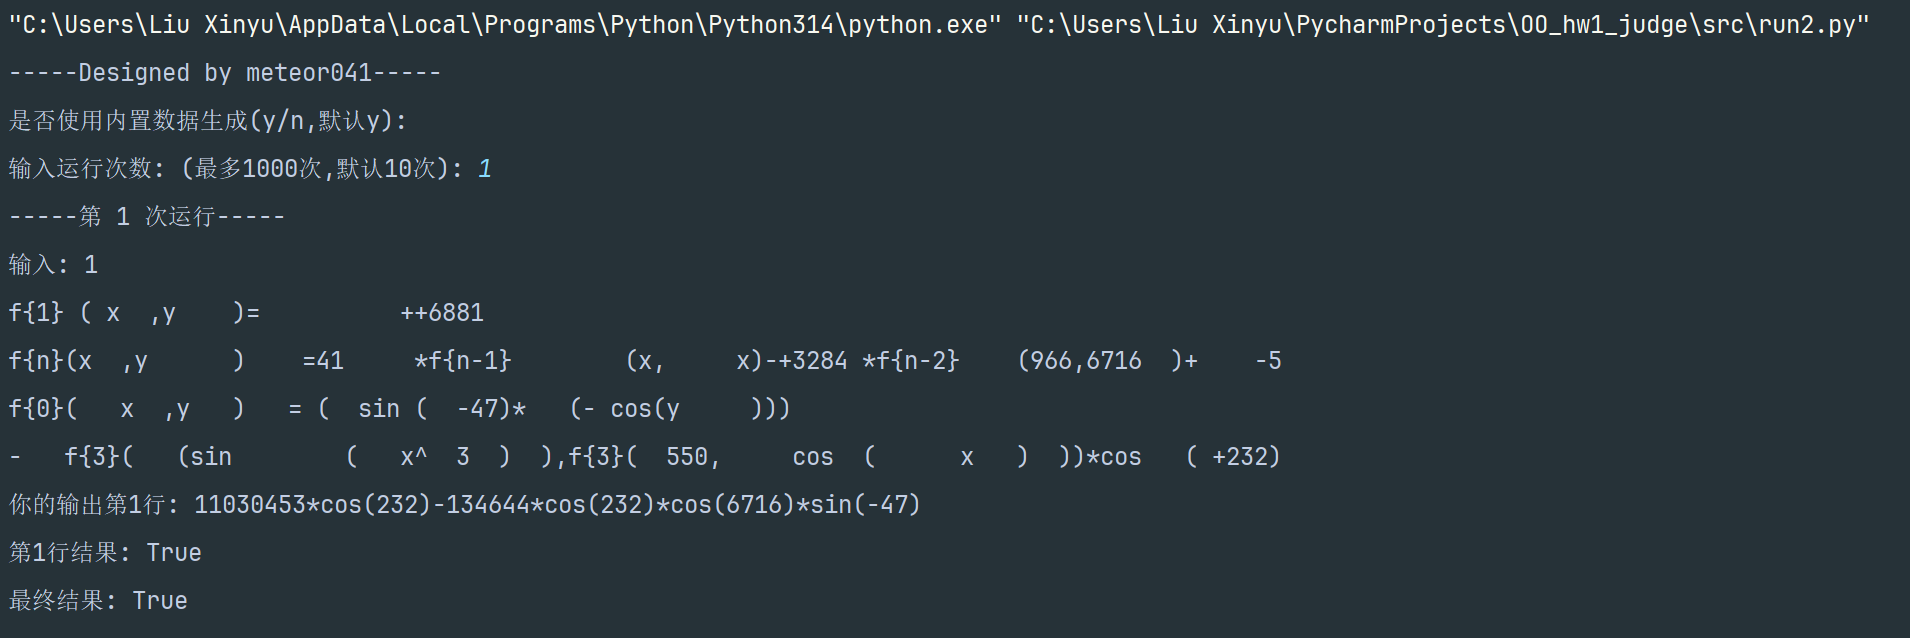 "C:\Users\Liu Xinyu\AppData\Local\Programs\Python\Python314\python.exe" "C:\Users\Liu Xinyu\PycharmProjects\OO_hw1_judge\src\run2.py"
-----Designed by meteor041-----
是否使用内置数据生成(y/n,默认y):
输入运行次数: (最多1000次,默认10次): 1
-----第 1 次运行-----
输入: 1
f{1} ( x  ,y    )=          ++6881
f{n}(x  ,y      )    =41     *f{n-1}        (x,     x)-+3284 *f{n-2}    (966,6716  )+    -5
f{0}(   x  ,y   )   = (  sin (  -47)*   (- cos(y     )))
-   f{3}(   (sin        (   x^  3  )  ),f{3}(  550,     cos  (      x   )  ))*cos   ( +232)
你的输出第1行: 11030453*cos(232)-134644*cos(232)*cos(6716)*sin(-47)
第1行结果: True
最终结果: True